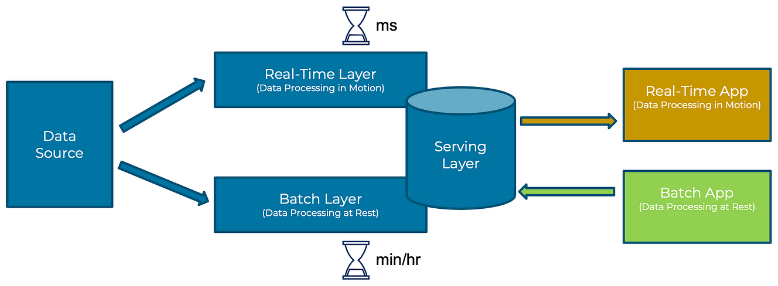 ms
Real-Time Layer
(Data Processing in Motion)
Data
Source
Serving
Layer
Real-Time App
(Data Processing in Motion)
Batch Layer
(Data Processing at Rest)
Batch App
(Data Processing at Rest)
min/hr